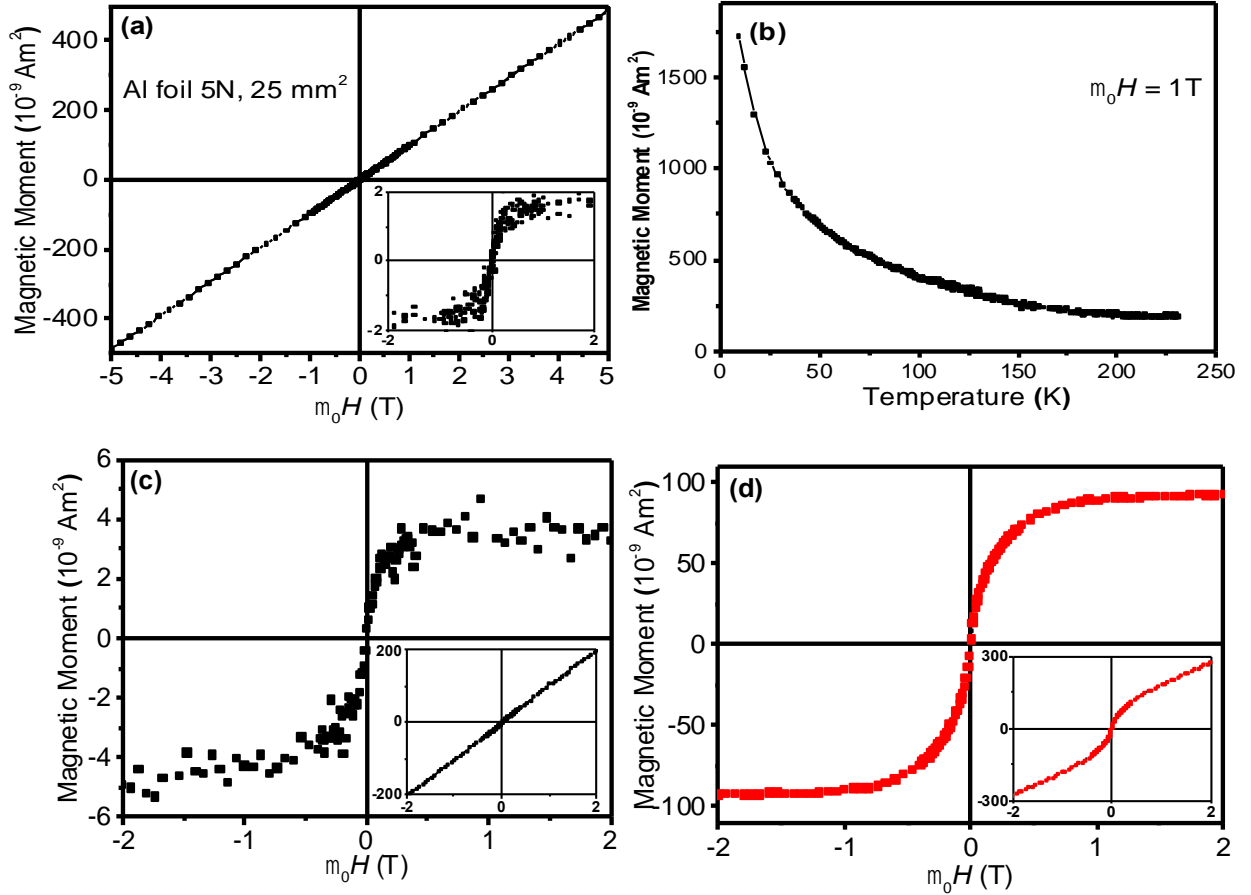 (a)
Al foil 5N, 25 mm²
Magnetic Moment (10⁻⁹ Am²)
400
200
0
-200
-400
-5 -4 -3 -2 -1 0 1 2 3 4 5
m₀H (T)
2
0
-2
-2 0 2
(b)
m₀H = 1T
Magnetic Moment (10⁻⁹ Am²)
1500
1000
500
0
0 50 100 150 200 250
Temperature (K)
(c)
Magnetic Moment (10⁻⁹ Am²)
6
4
2
0
-2
-4
-6
-2 -1 0 1 2
m₀H (T)
200
0
-200
-2 0 2
(d)
Magnetic Moment (10⁻⁹ Am²)
100
50
0
-50
-100
-2 -1 0 1 2
m₀H (T)
300
0
-300
-2 0 2